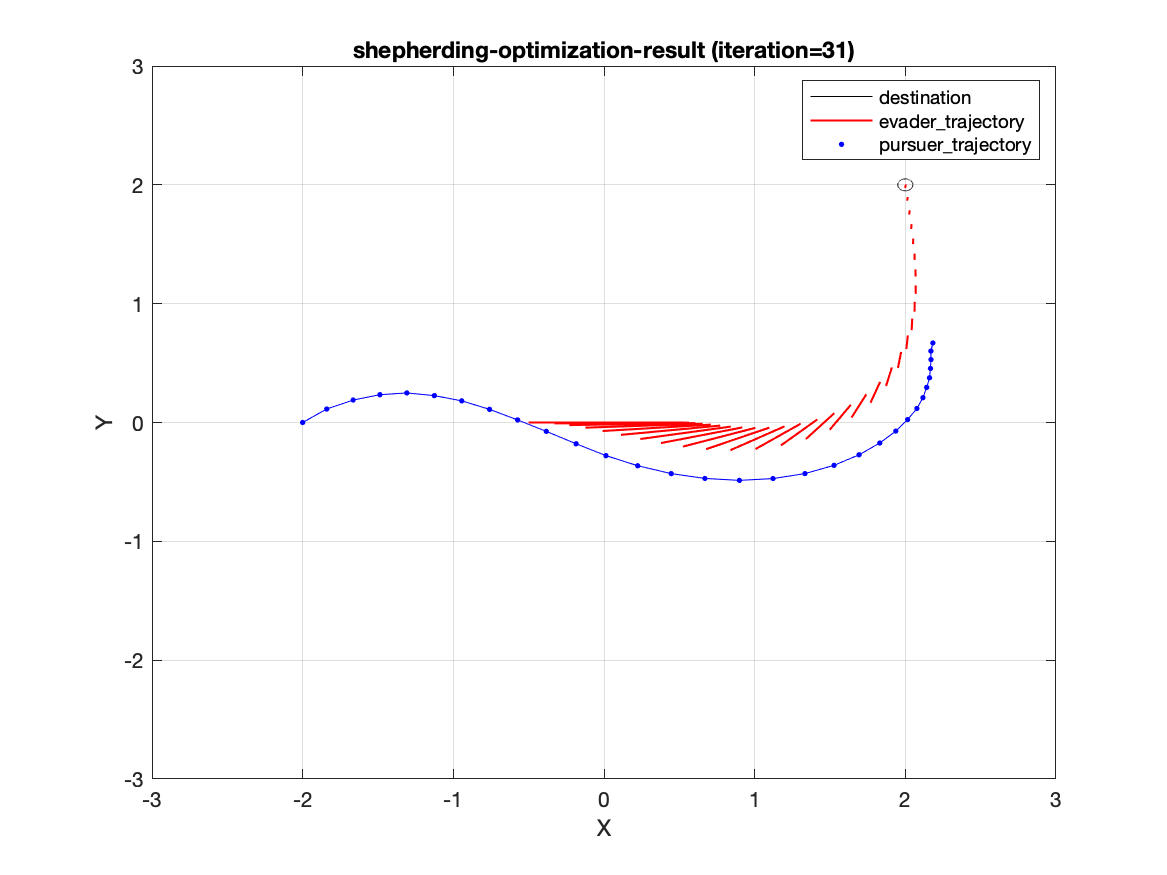 shepherding-optimization-result (iteration=31)
destination
evader_trajectory
pursuer_trajectory
3
2
1
0
-1
-2
-3
Y
-3
-2
-1
0
1
2
3
X